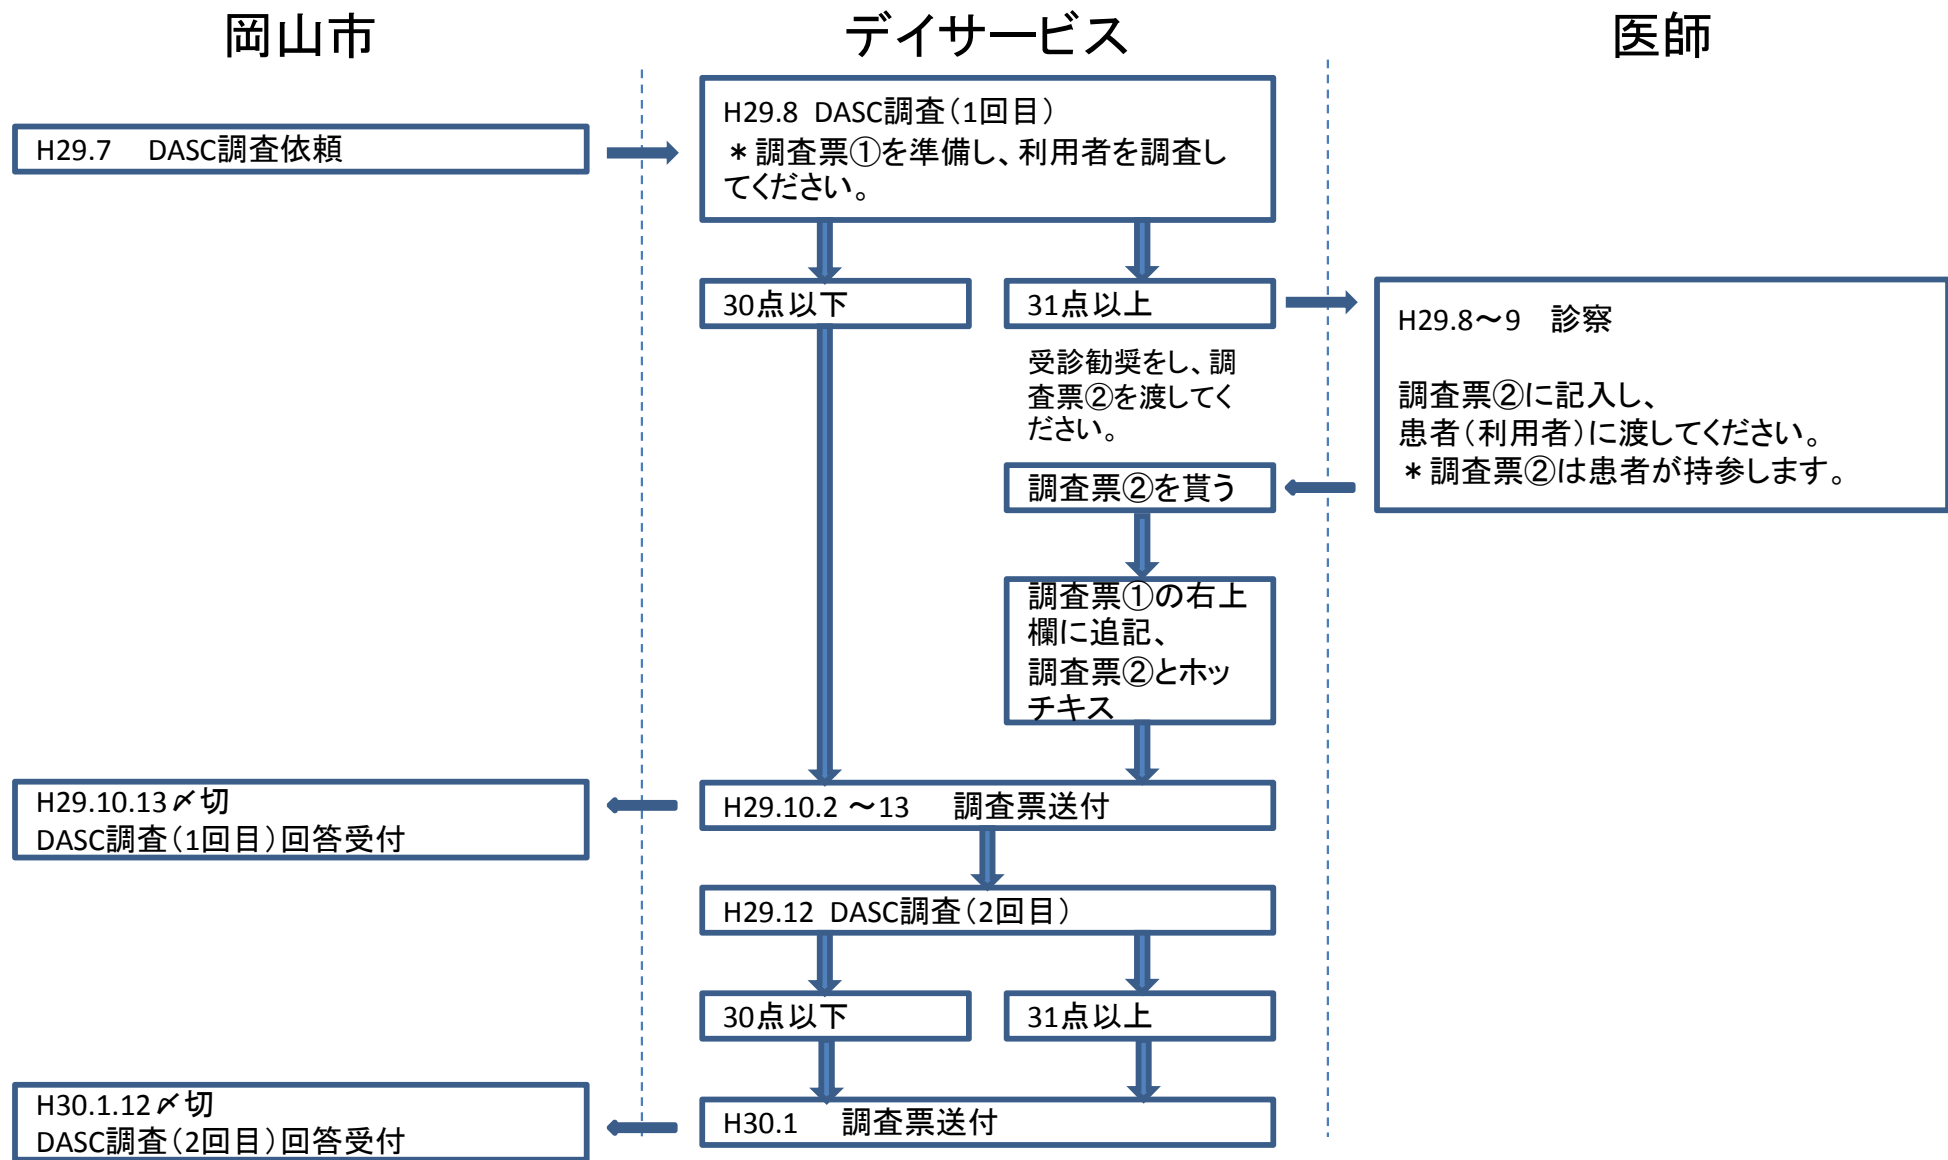 岡山市
デイサービス
医師
H29.7 DASC調査依頼
H29.8 DASC調査(1回目)
＊調査票①を準備し、利用者を調査し
てください。
30点以下
31点以上
受診勧奨をし、調
査票②を渡してく
ださい。
H29.8～9 診察
調査票②に記入し、
患者(利用者)に渡してください。
＊調査票②は患者が持参します。
調査票②を貰う
調査票①の右上
欄に追記、
調査票②とホッ
チキス
H29.10.2 ～13 調査票送付
H29.10.13〆切
DASC調査(1回目)回答受付
H29.12 DASC調査(2回目)
30点以下
31点以上
H30.1 調査票送付
H30.1.12〆切
DASC調査(2回目)回答受付